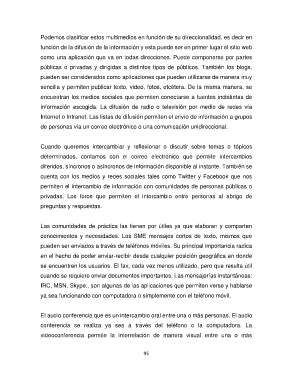 Podemos clasificar estos multimedios en función de su direccionalidad, es decir en
función de la difusión de la información y esta puede ser en primer lugar el sitio web
como una aplicación que va en todas direcciones. Puede componerse por partes
públicas o privadas y dirigidas a distintos tipos de públicos. También los blogs,
pueden ser considerados como aplicaciones que pueden utilizarse de manera muy
sencilla y permiten publicar texto, video, fotos, etcétera. De la misma manera, se
encuentran los medios sociales que permiten conectarse a fuentes indistintas de
información escogida. La difusión de radio o televisión por medio de redes vía
Internet o Intranet. Las listas de difusión permiten el envío de información a grupos
de personas vía un correo electrónico o una comunicación unidireccional.
Cuando queremos intercambiar y reflexionar o discutir sobre temas o tópicos
determinados, contamos con el correo electrónico que permite intercambios
diferidos, síncronos o asíncronos de información disponible al instante. También se
cuenta con los medios y redes sociales tales como Twitter y Facebook que nos
permiten el intercambio de información con comunidades de personas públicas o
privadas. Los foros que permiten el intercambio entre personas al abrigo de
preguntas y respuestas.
Las comunidades de práctica las tienen por útiles ya que elaboran y comparten
conocimientos y necesidades. Los SME mensajes cortos de texto, mismos que
pueden ser enviados a través de teléfonos móviles. Su principal importancia radica
en el hecho de poder enviar-recibir desde cualquier posición geográfica en donde
se encuentren los usuarios. El fax, cada vez menos utilizado, pero que resulta útil
cuando se requiere enviar documentos importantes. Las mensajerías instantáneas:
IRC, MSN, Skype,, son algunas de las aplicaciones que permiten verse y hablarse
ya sea funcionando con computadora o simplemente con el teléfono móvil.
El audio conferencia que es un intercambio oral entre una o más personas. El audio
conferencia se realiza ya sea a través del teléfono o la computadora. La
videoconferencia permite la interrelación de manera visual entre una o más
95